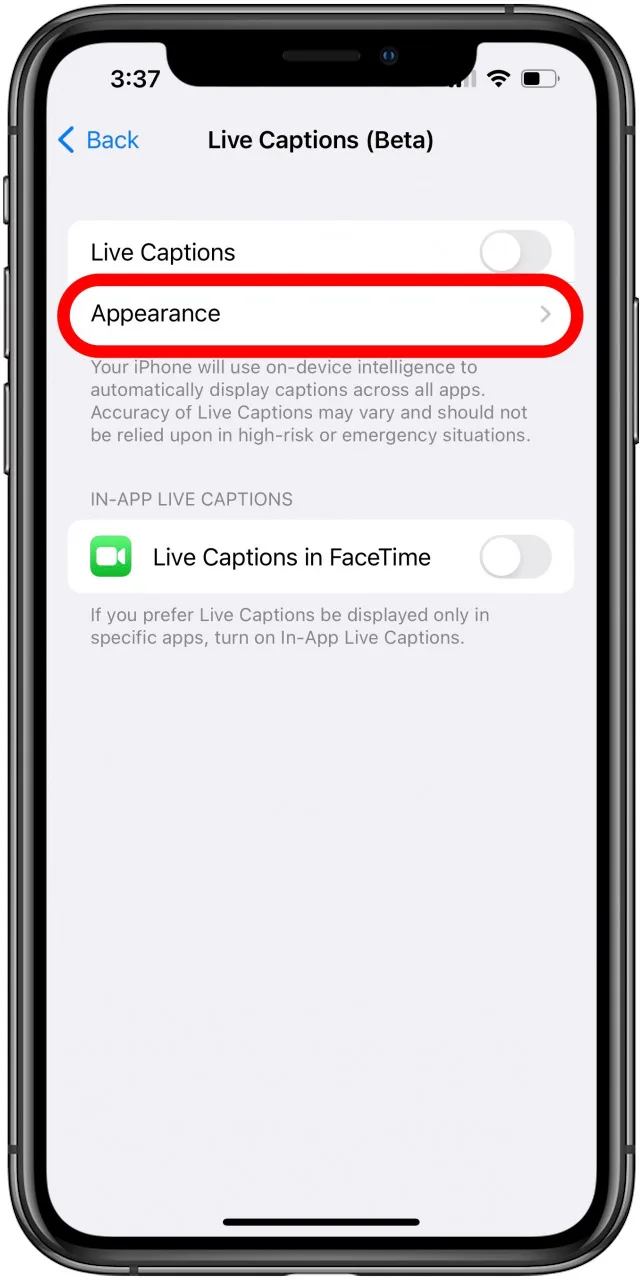 3:37
Back
Live Captions (Beta)
Live Captions
Appearance
Your iPhone will use on-device intelligence to
automatically display captions across all apps.
Accuracy of Live Captions may vary and should not
be relied upon in high-risk or emergency situations.
IN-APP LIVE CAPTIONS
Live Captions in FaceTime
If you prefer Live Captions be displayed only in
specific apps, turn on In-App Live Captions.